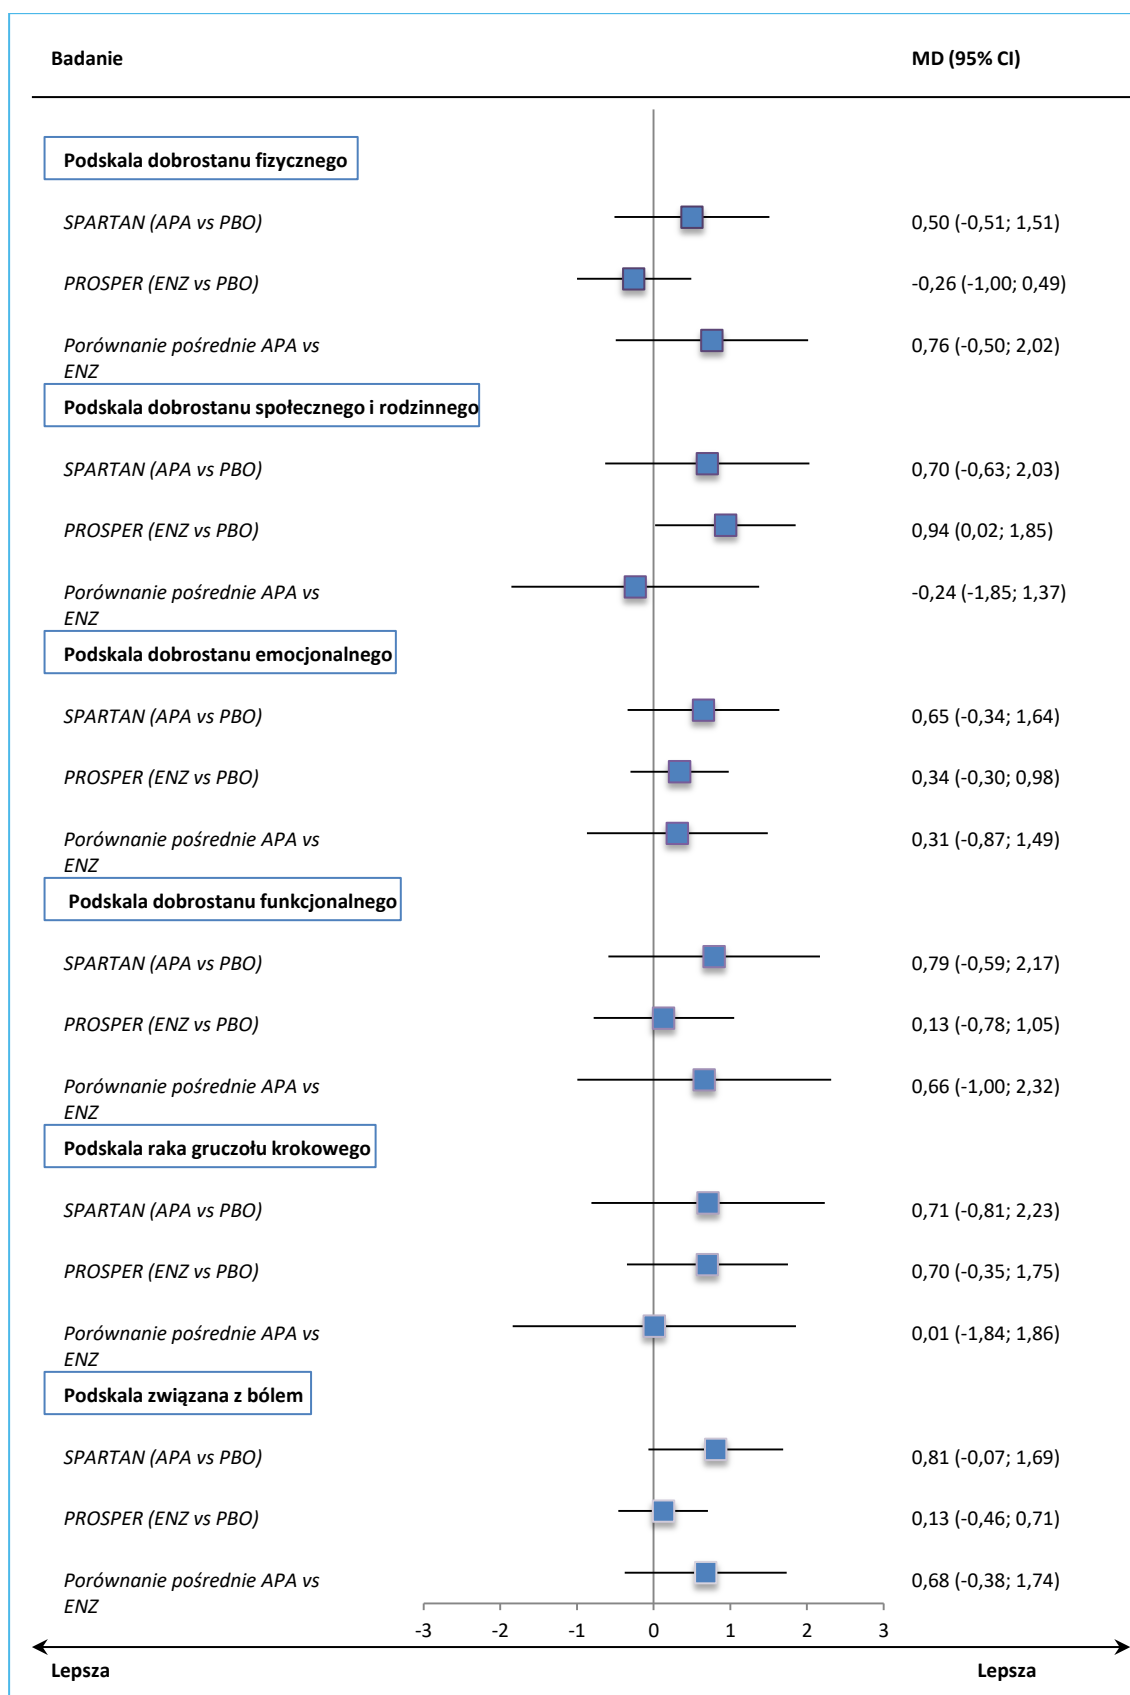 Badanie MD (95% CI)
Podskala dobrostanu fizycznego
SPARTAN (APA vs PBO) 0,50 (-0,51; 1,51)
PROSPER (ENZ vs PBO) -0,26 (-1,00; 0,49)
Porównanie pośrednie APA vs 0,76 (-0,50; 2,02)
ENZ
Podskala dobrostanu społecznego i rodzinnego
SPARTAN (APA vs PBO) 0,70 (-0,63; 2,03)
PROSPER (ENZ vs PBO) 0,94 (0,02; 1,85)
Porównanie pośrednie APA vs -0,24 (-1,85; 1,37)
ENZ
Podskala dobrostanu emocjonalnego
SPARTAN (APA vs PBO) 0,65 (-0,34; 1,64)
PROSPER (ENZ vs PBO) 0,34 (-0,30; 0,98)
Porównanie pośrednie APA vs 0,31 (-0,87; 1,49)
ENZ
Podskala dobrostanu funkcjonalnego
SPARTAN (APA vs PBO) 0,79 (-0,59; 2,17)
PROSPER (ENZ vs PBO) 0,13 (-0,78; 1,05)
Porównanie pośrednie APA vs 0,66 (-1,00; 2,32)
ENZ
Podskala raka gruczołu krokowego
SPARTAN (APA vs PBO) 0,71 (-0,81; 2,23)
PROSPER (ENZ vs PBO) 0,70 (-0,35; 1,75)
Porównanie pośrednie APA vs 0,01 (-1,84; 1,86)
ENZ
Podskala związana z bólem
SPARTAN (APA vs PBO) 0,81 (-0,07; 1,69)
PROSPER (ENZ vs PBO) 0,13 (-0,46; 0,71)
Porównanie pośrednie APA vs 0,68 (-0,38; 1,74)
ENZ
-3 -2 -1 0 1 2 3
Lepsza Lepsza